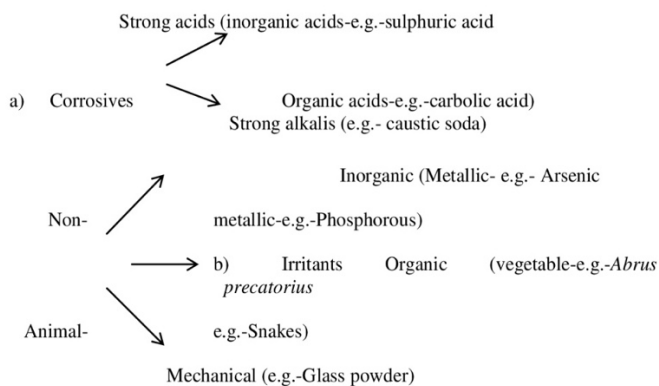 Strong acids (inorganic acids-e.g.-sulphuric acid
a) Corrosives Organic acids-e.g.-carbolic acid)
Strong alkalis (e.g.- caustic soda)
Inorganic (Metallic- e.g.- Arsenic
Non- metallic-e.g.-Phosphorous)
b) Irritants Organic (vegetable-e.g.-Abrus
precatorius
Animal- e.g.-Snakes)
Mechanical (e.g.-Glass powder)